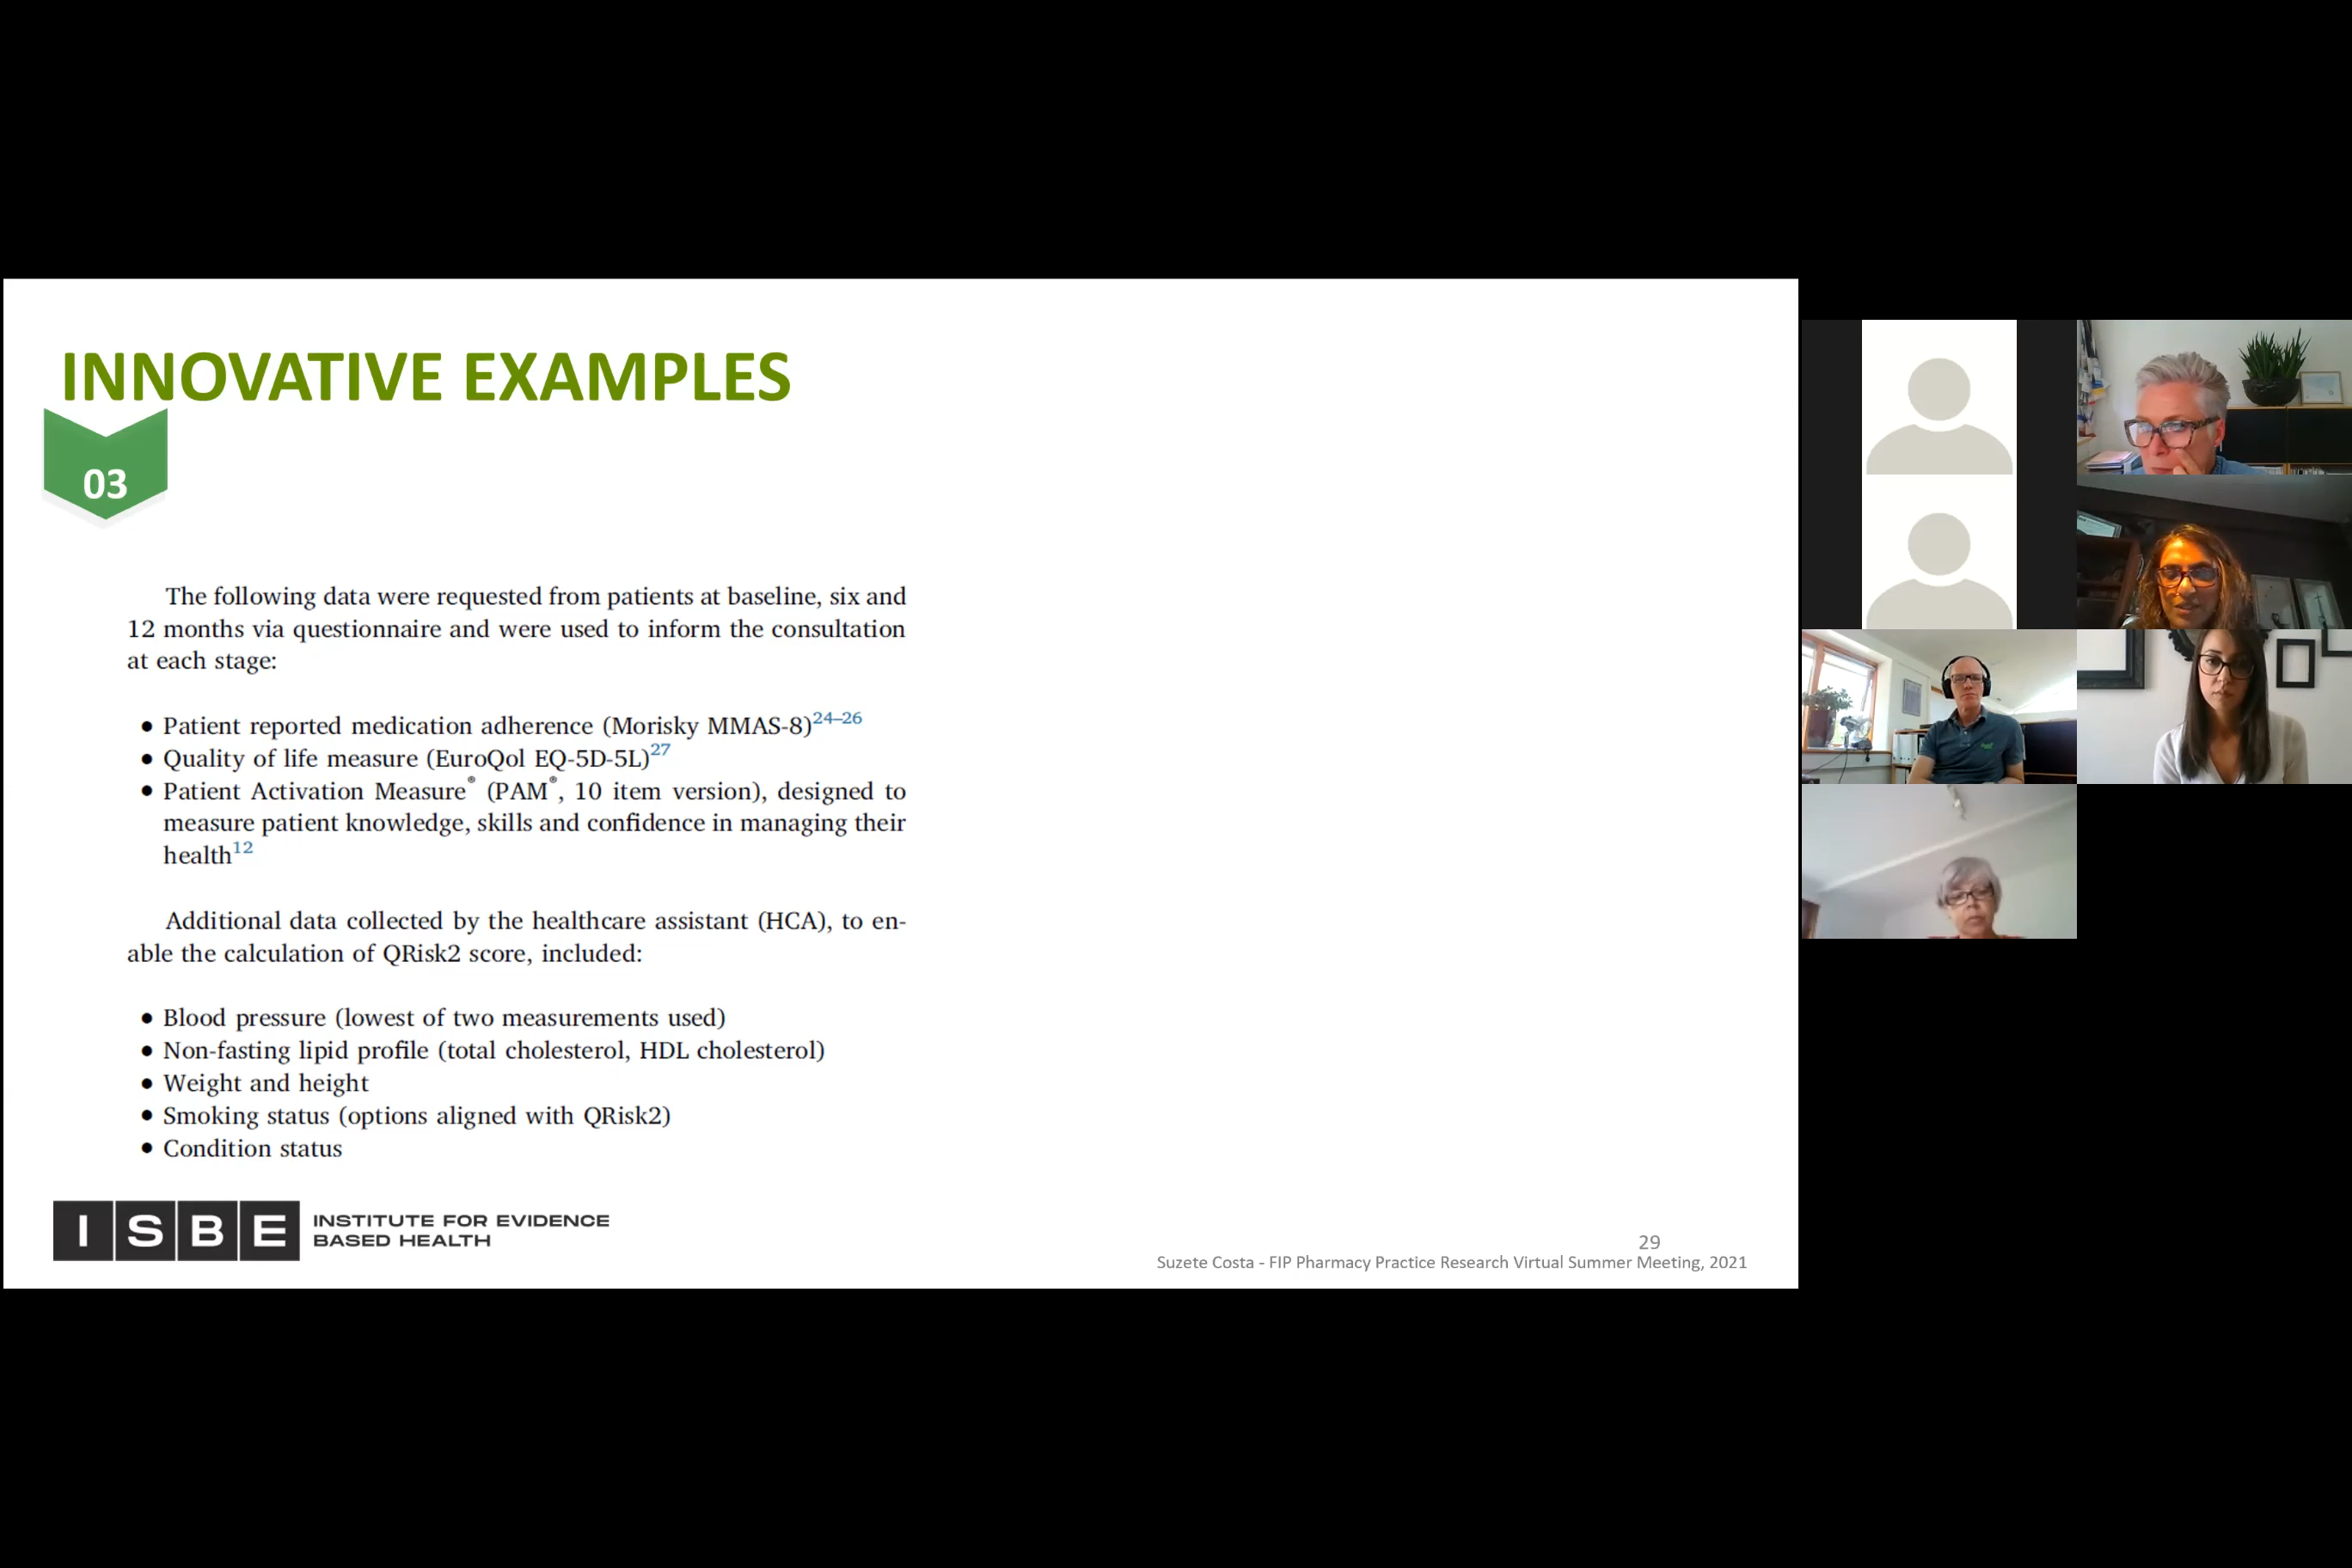 INNOVATIVE EXAMPLES
03
The following data were requested from patients at baseline, six and
12 months via questionnaire and were used to inform the consultation
at each stage:
● Patient reported medication adherence (Morisky MMAS-8)24–26
● Quality of life measure (EuroQol EQ-5D-5L)27
● Patient Activation Measure® (PAM®, 10 item version), designed to
measure patient knowledge, skills and confidence in managing their
health12
Additional data collected by the healthcare assistant (HCA), to en-
able the calculation of QRisk2 score, included:
● Blood pressure (lowest of two measurements used)
● Non-fasting lipid profile (total cholesterol, HDL cholesterol)
● Weight and height
● Smoking status (options aligned with QRisk2)
● Condition status
ISBE
INSTITUTE FOR EVIDENCE
BASED HEALTH
29
Suzete Costa - FIP Pharmacy Practice Research Virtual Summer Meeting, 2021